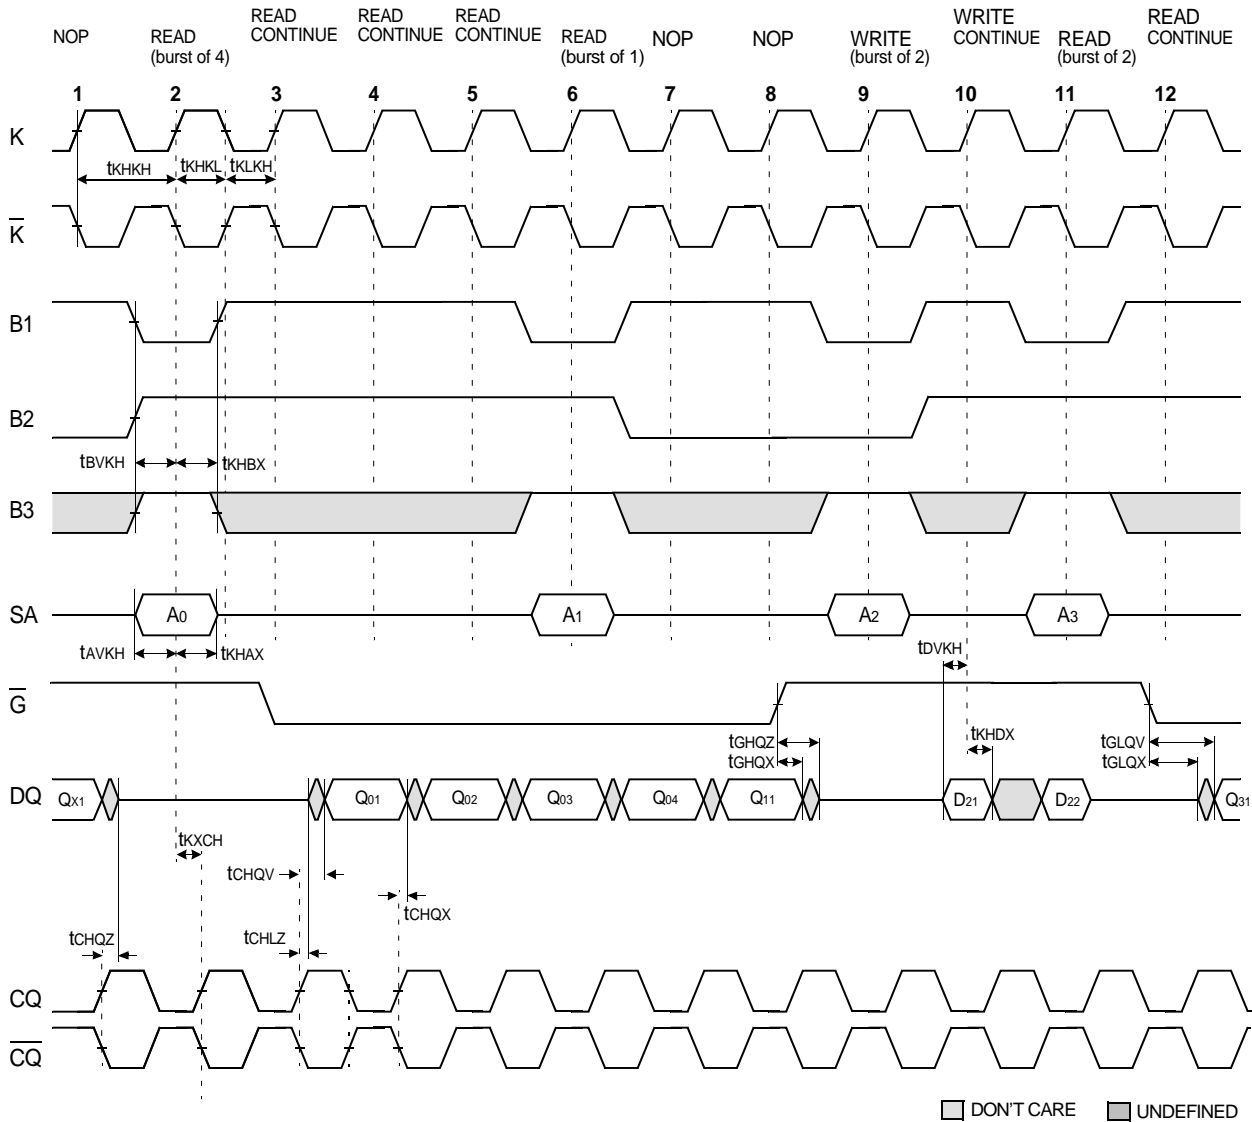 NOP
READ
(burst of 4)
READ
CONTINUE
READ
CONTINUE
READ
CONTINUE
READ
(burst of 1)
NOP
NOP
WRITE
(burst of 2)
WRITE
CONTINUE
READ
(burst of 2)
READ
CONTINUE
1 2 3 4 5 6 7 8 9 10 11 12
K
tKHKH tKHKL tKLKH
K
B1
B2
tBVKH tKHBX
B3
SA A0 A1 A2 A3
tAVKH tKHAX tDVKH
G
tGHQZ tKHDX tGLQV
tGHQX tGLQX
DQ QX1 Q01 Q02 Q03 Q04 Q11 D21 D22 Q31
tKXCH
tCHQV
tCHQX
tCHQZ tCHLZ
CQ
CQ
DON'T CARE UNDEFINED